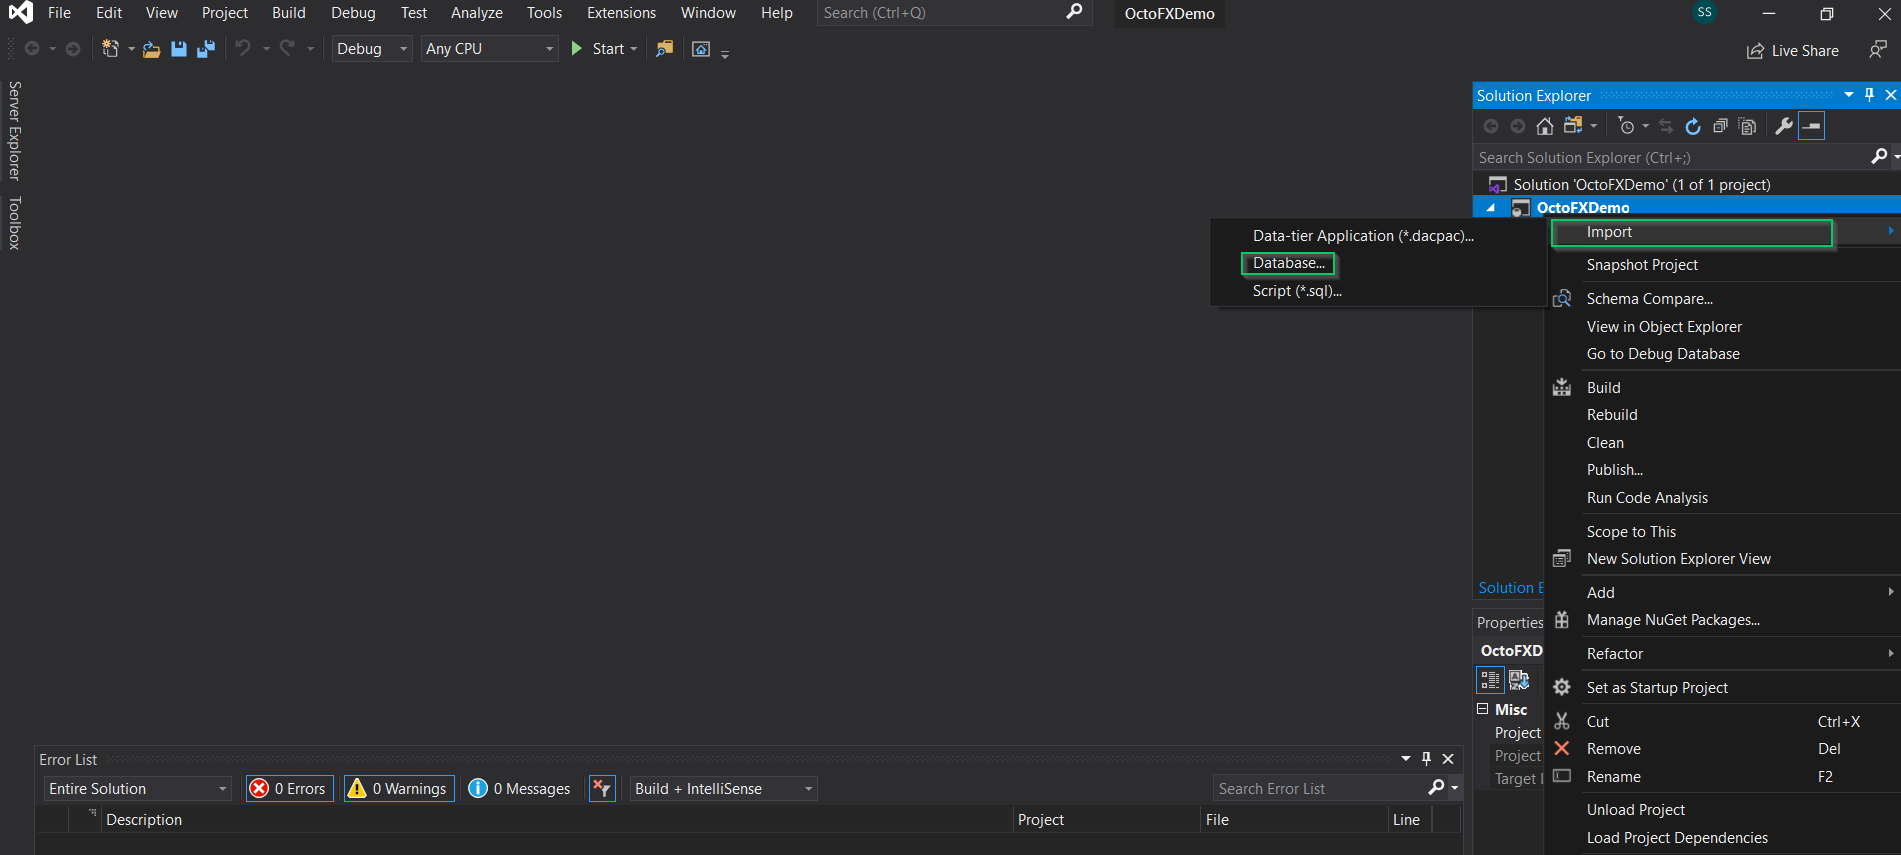 File Edit View Project Build Debug Test Analyze Tools Extensions Window Help Search (Ctrl+Q) OctoFXDemo SS
Debug Any CPU Start Live Share
Server Explorer
Toolbox
Solution Explorer
Search Solution Explorer (Ctrl+;)
Solution 'OctoFXDemo' (1 of 1 project)
OctoFXDemo
Data-tier Application (*.dacpac)...
Database...
Script (*.sql)...
Import
Snapshot Project
Schema Compare...
View in Object Explorer
Go to Debug Database
Build
Rebuild
Clean
Publish...
Run Code Analysis
Scope to This
New Solution Explorer View
Add
Manage NuGet Packages...
Refactor
Set as Startup Project
Cut Ctrl+X
Remove Del
Rename F2
Unload Project
Load Project Dependencies
Solution E
Properties
OctoFXD
Misc
Project
Project
Target
Error List
Entire Solution 0 Errors 0 Warnings 0 Messages Build + IntelliSense Search Error List
Description Project File Line